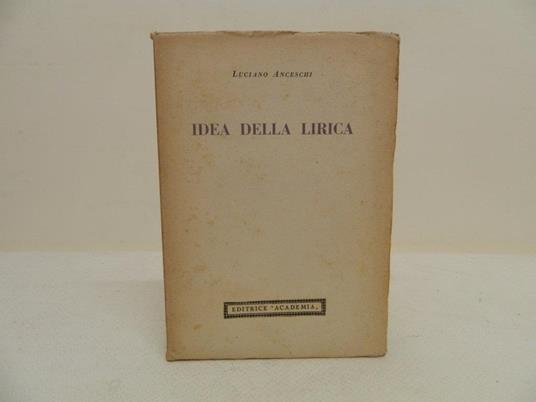 Luciano Anceschi
IDEA DELLA LIRICA
EDITRICE "ACADEMIA„